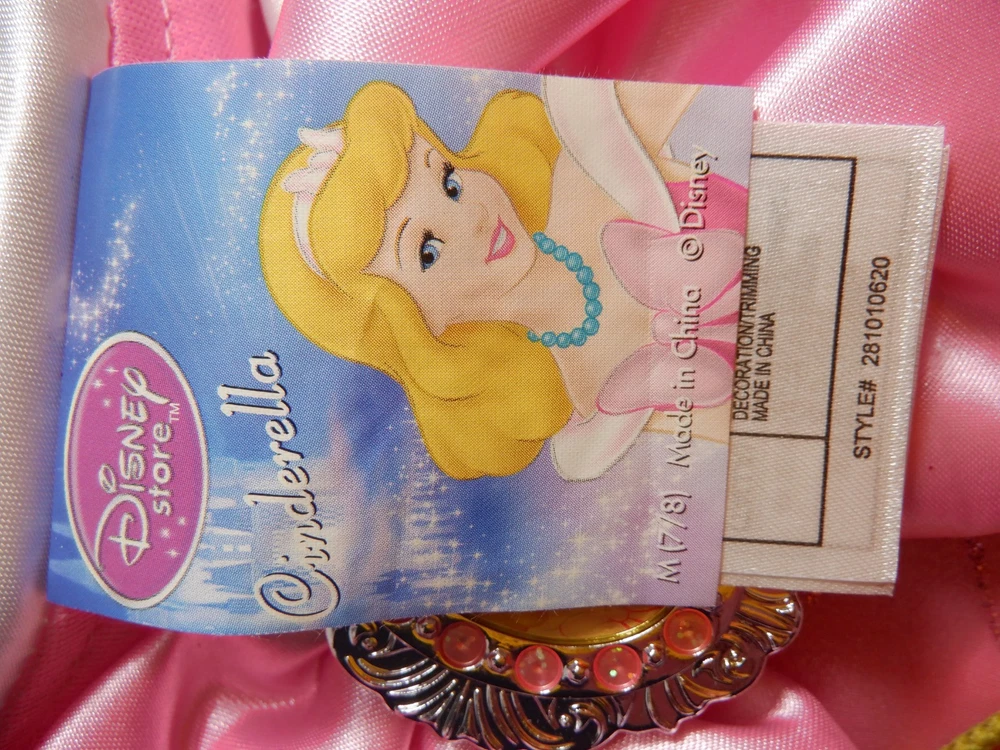 Disney
store™
Cinderella
M (7/8) · Made in China © Disney
DECORATION/TRIMMING
MADE IN CHINA
STYLE# 281010620